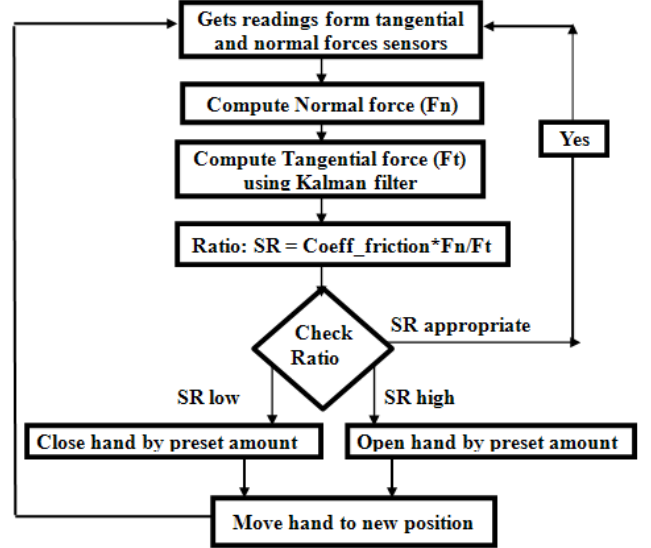 Gets readings form tangential
and normal forces sensors
Compute Normal force (Fn)
Yes
Compute Tangential force (Ft)
using Kalman filter
Ratio: SR = Coeff_friction*Fn/Ft
Check
Ratio
SR appropriate
SR low
SR high
Close hand by preset amount
Open hand by preset amount
Move hand to new position